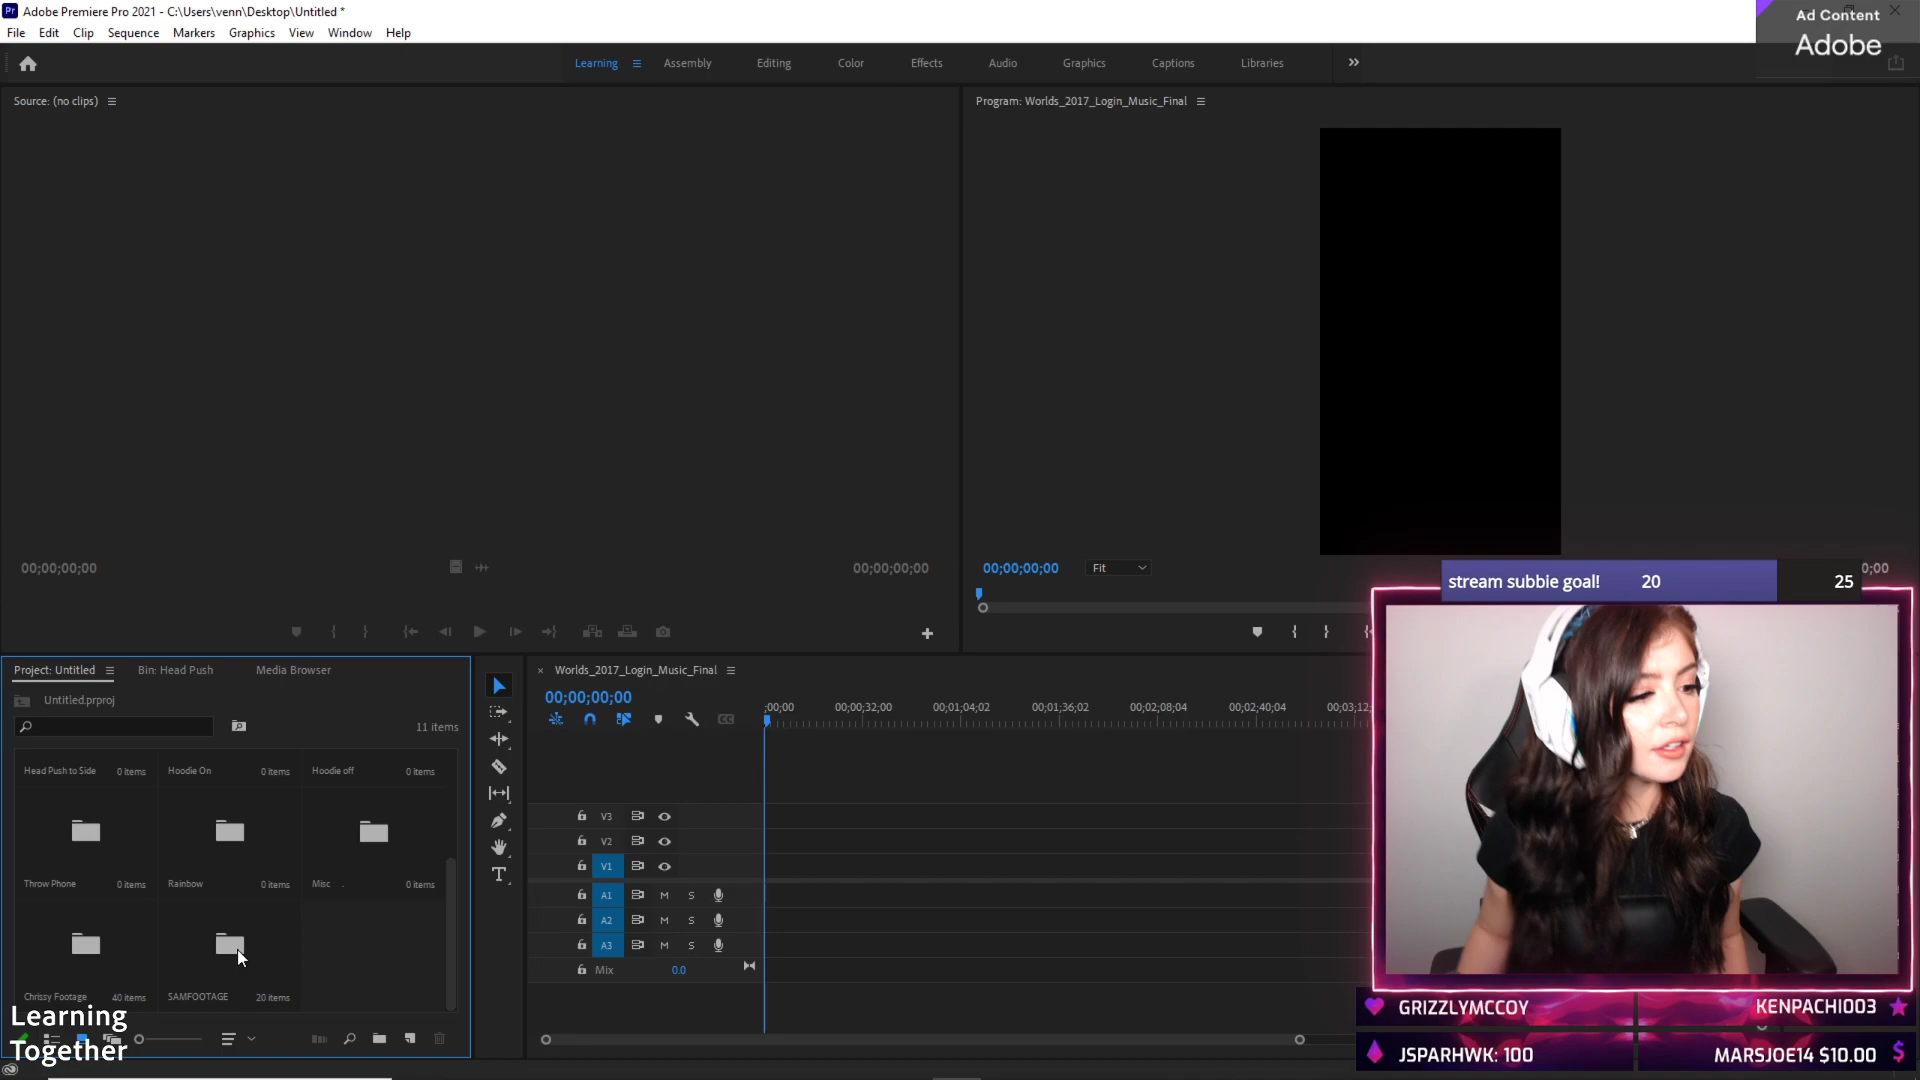 Adobe Premiere Pro 2021 - C:\Users\venn\Desktop\Untitled *
File Edit Clip Sequence Markers Graphics View Window Help
Ad Content
Adobe
Learning Assembly Editing Color Effects Audio Graphics Captions Libraries
Source: (no clips)
Program: Worlds_2017_Login_Music_Final
00;00;00;00
00;00;00;00
00;00;00;00
Fit
0;00
stream subbie goal! 20 25
Project: Untitled
Bin: Head Push
Media Browser
Untitled.prproj
11 items
Head Push to Side 0 items
Hoodie On 0 items
Hoodie off 0 items
Throw Phone 0 items
Rainbow 0 items
Misc . 0 items
Chrissy Footage 40 items
SAMFOOTAGE 20 items
Learning
Together
Worlds_2017_Login_Music_Final
00;00;00;00
;00;00 00;00;32;00 00;01;04;02 00;01;36;02 00;02;08;04 00;02;40;04 00;03;12;
V3
V2
V1
A1 M S
A2 M S
A3 M S
Mix 0.0
GRIZZLYMCCOY
KENPACHI003
JSPARHWK: 100
MARSJOE14 $10.00